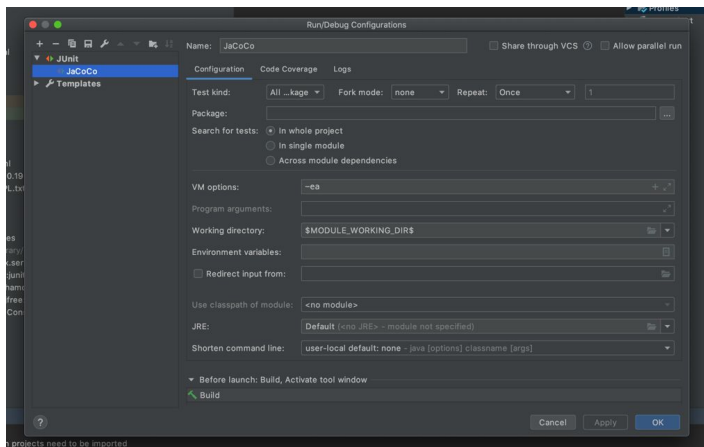 Profiles
Run/Debug Configurations
Name: JaCoCo
Share through VCS
Allow parallel run
JUnit
JaCoCo
Templates
Configuration Code Coverage Logs
Test kind: All ...kage Fork mode: none Repeat: Once 1
Package:
...
Search for tests: In whole project
In single module
Across module dependencies
VM options: -ea
Program arguments:
Working directory: $MODULE_WORKING_DIR$
Environment variables:
Redirect input from:
Use classpath of module: <no module>
JRE: Default (<no JRE> - module not specified)
Shorten command line: user-local default: none - java [options] classname [args]
Before launch: Build, Activate tool window
Build
? Cancel Apply OK
n projects need to be imported